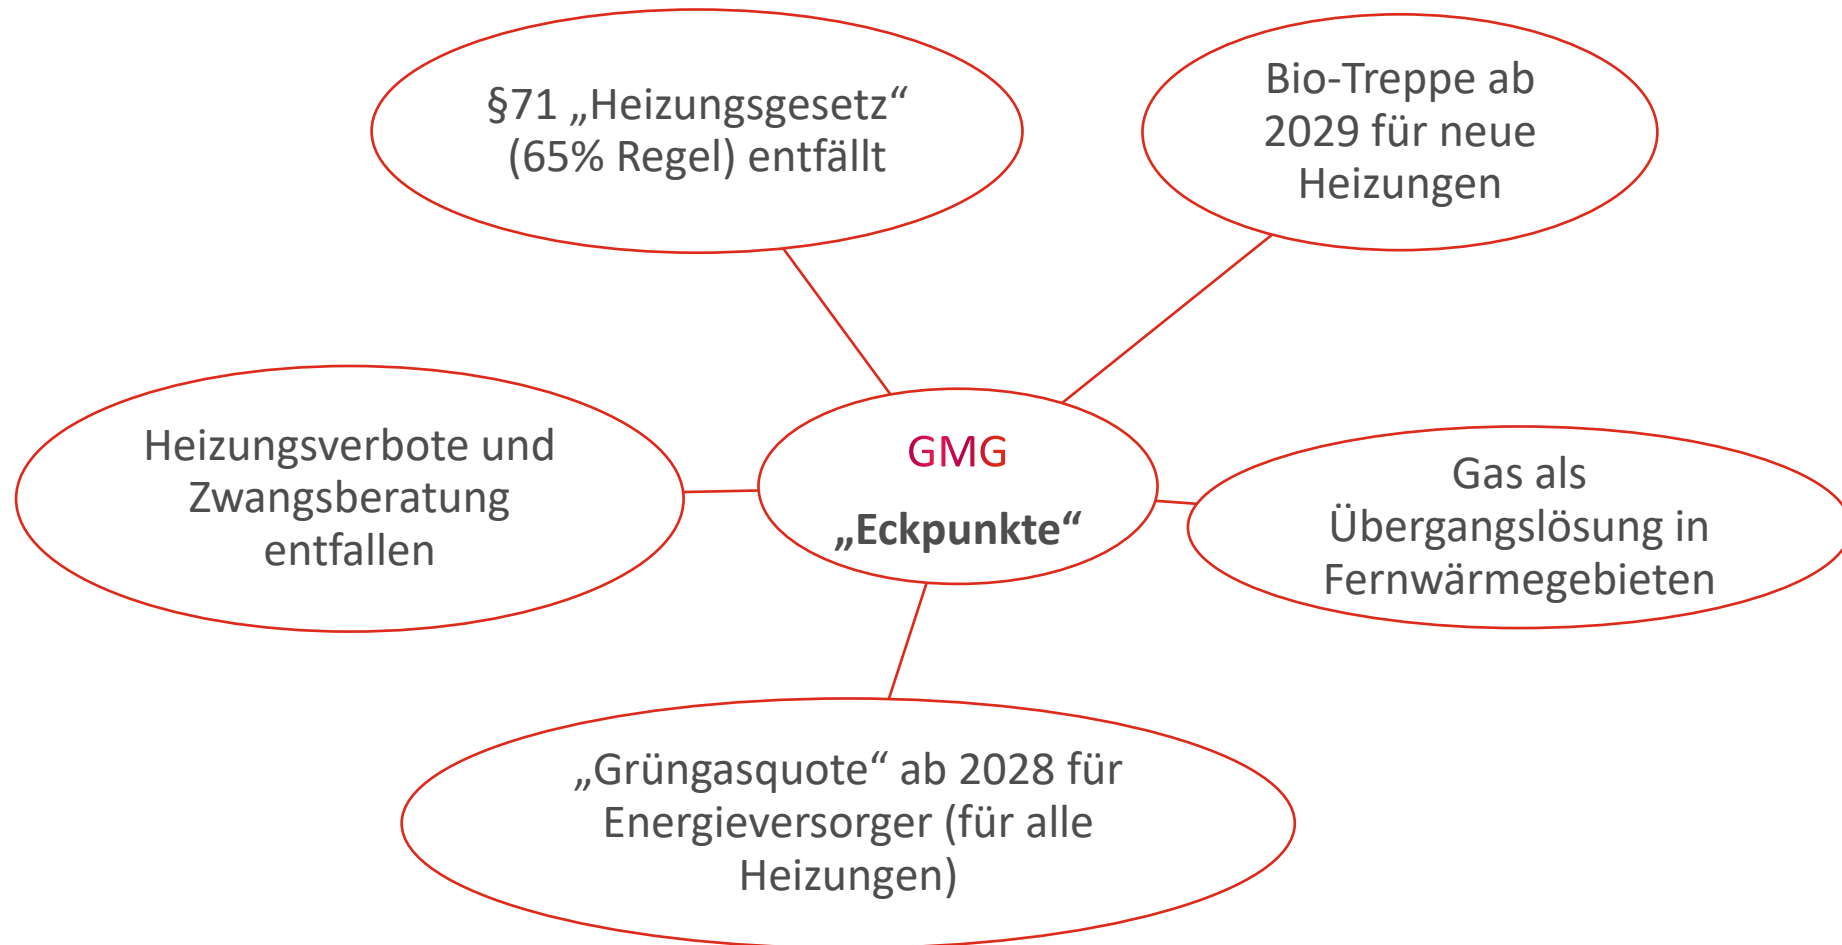 §71 „Heizungsgesetz“
(65% Regel) entfällt
Bio-Treppe ab
2029 für neue
Heizungen
Heizungsverbote und
Zwangsberatung
entfallen
GMG
„Eckpunkte“
Gas als
Übergangslösung in
Fernwärmegebieten
„Grüngasquote“ ab 2028 für
Energieversorger (für alle
Heizungen)